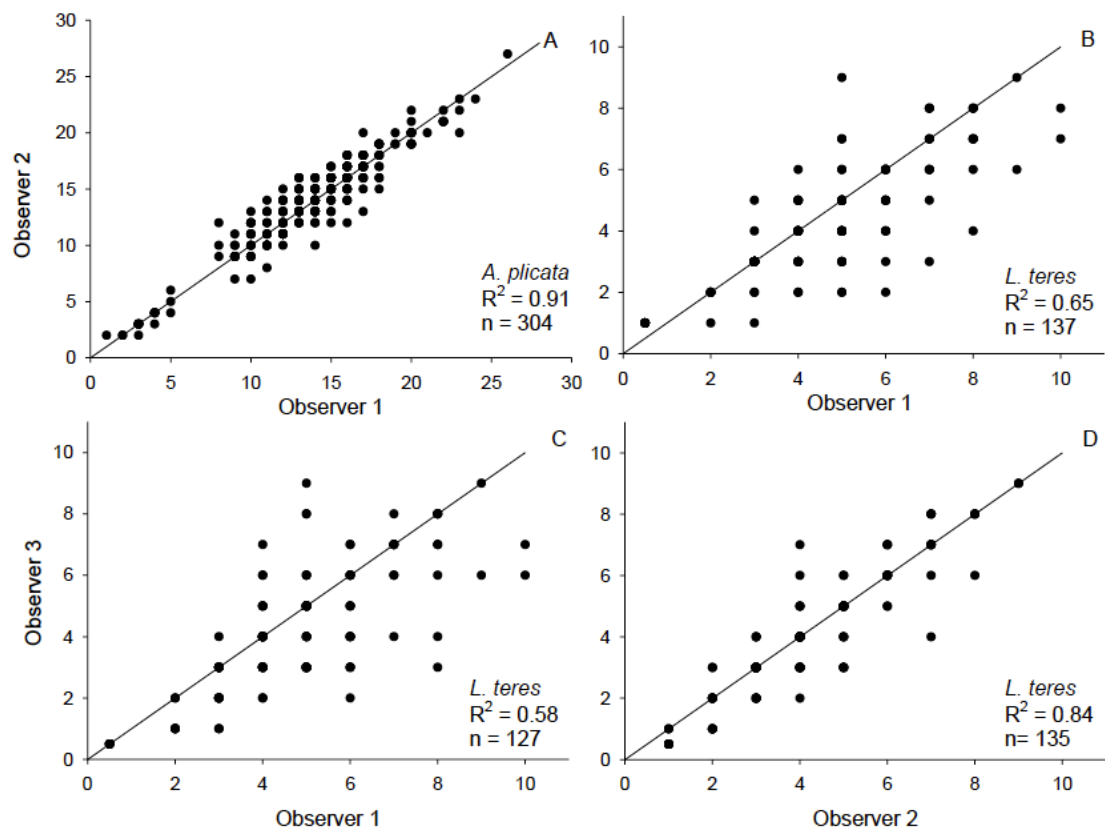 30
25
20
15
10
5
0
0 5 10 15 20 25 30
Observer 2
Observer 1
A
A. plicata
R² = 0.91
n = 304
10
8
6
4
2
0
0 2 4 6 8 10
Observer 1
B
L. teres
R² = 0.65
n = 137
10
8
6
4
2
0
0 2 4 6 8 10
Observer 3
Observer 1
C
L. teres
R² = 0.58
n = 127
10
8
6
4
2
0
0 2 4 6 8 10
Observer 2
D
L. teres
R² = 0.84
n= 135